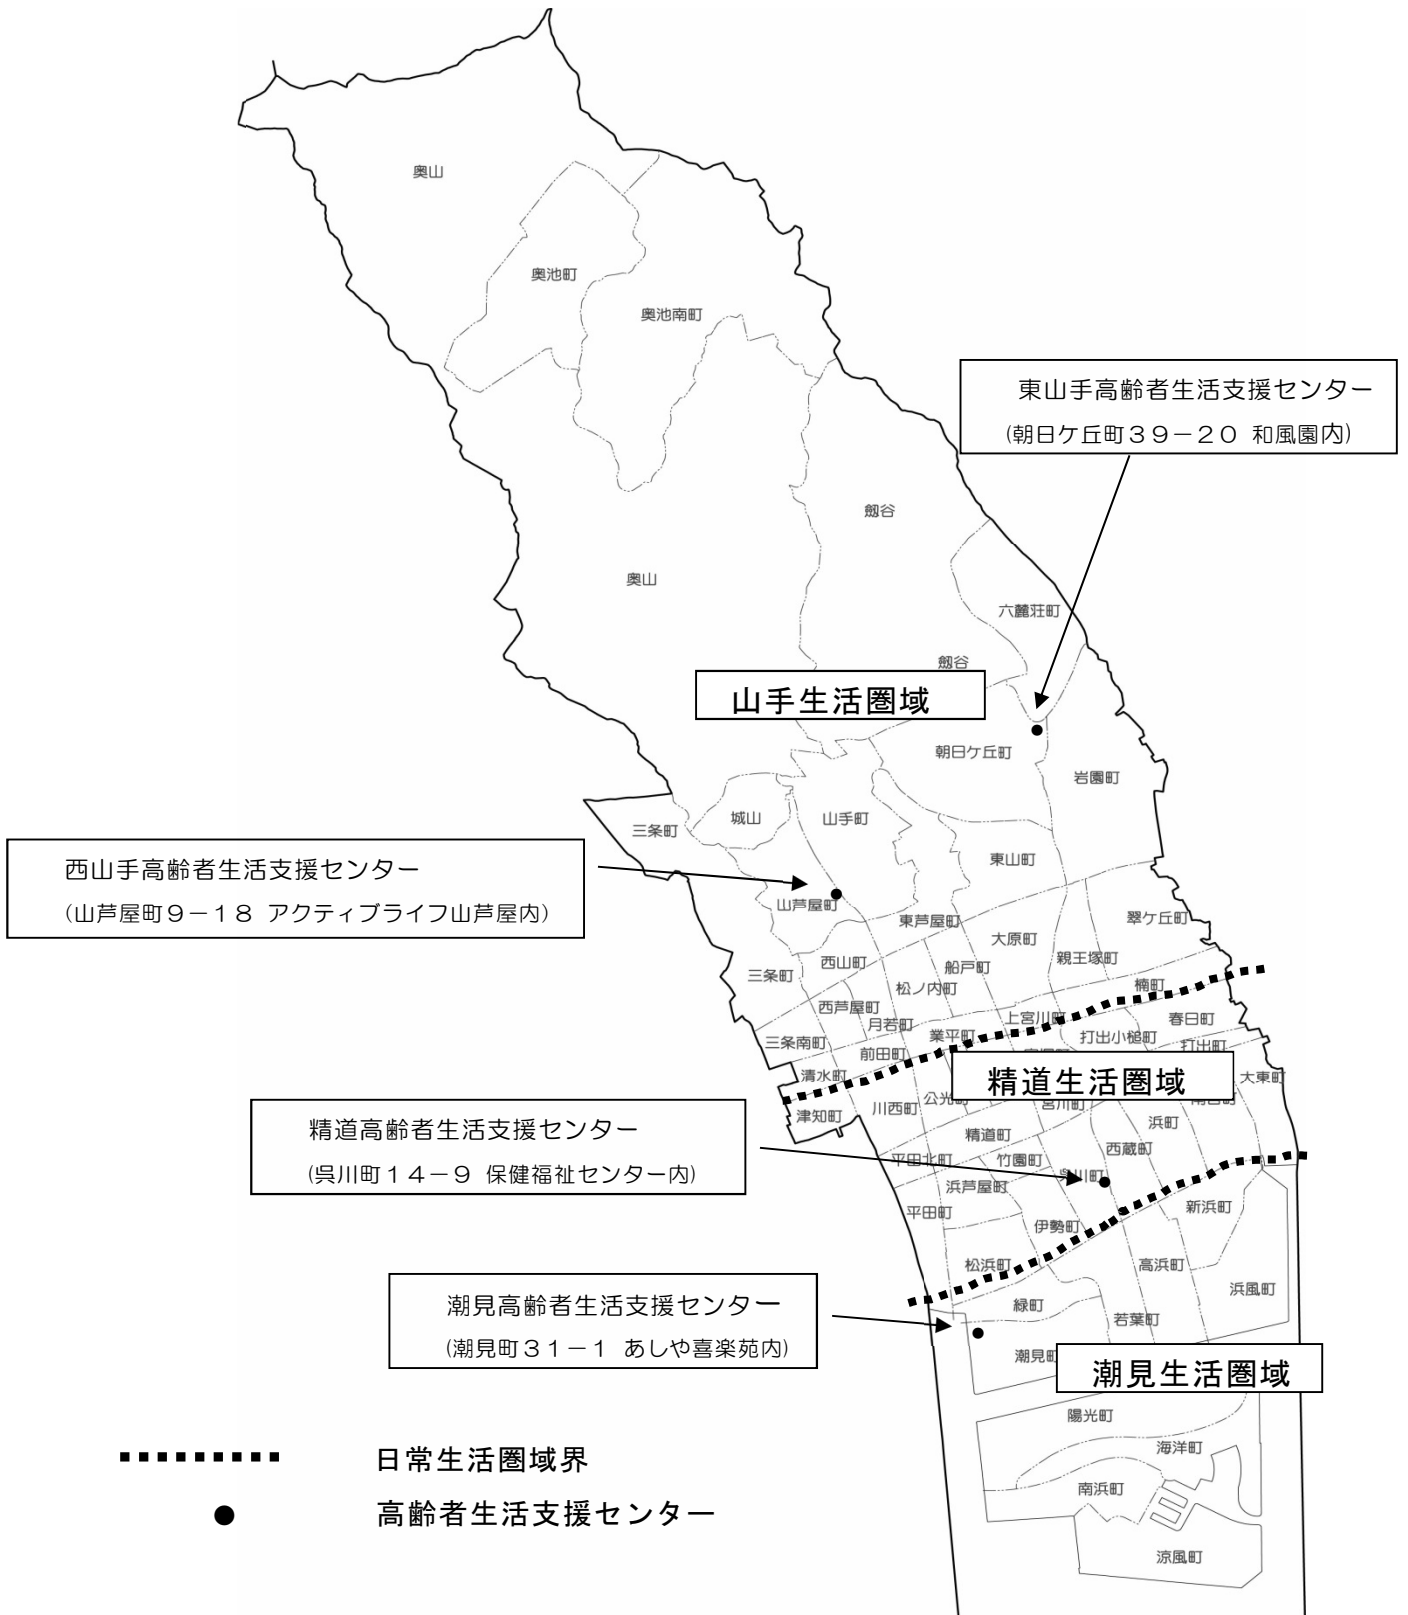 奥山
奥池町
奥池南町
東山手高齢者生活支援センター
(朝日ケ丘町39-20 和風園内)
劔谷
奥山
六麓荘町
劔谷
山手生活圏域
朝日ケ丘町
岩園町
城山
山手町
三条町
東山町
西山手高齢者生活支援センター
(山芦屋町9-18 アクティブライフ山芦屋内)
山芦屋町
東芦屋町
翠ケ丘町
大原町
親王塚町
西山町
船戸町
三条町
松ノ内町
楠町
西芦屋町
月若町
上宮川町
春日町
業平町
打出小槌町
三条南町
打出町
前田町
清水町
精道生活圏域
大東町
川西町
公光町
宮川町
津知町
浜町
精道高齢者生活支援センター
(呉川町14-9 保健福祉センター内)
精道町
西蔵町
平田北町
竹園町
呉川町
浜芦屋町
平田町
新浜町
伊勢町
松浜町
高浜町
浜風町
潮見高齢者生活支援センター
(潮見町31-1 あしや喜楽苑内)
緑町
若葉町
潮見町
潮見生活圏域
陽光町
海洋町
南浜町
涼風町
日常生活圏域界
高齢者生活支援センター